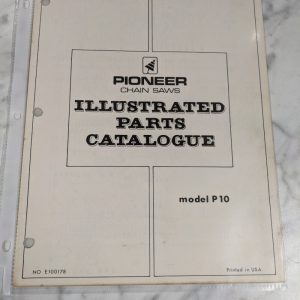 PIONEER
CHAIN SAWS
ILLUSTRATED
PARTS
CATALOGUE
model P10
NO E100178
Printed in USA